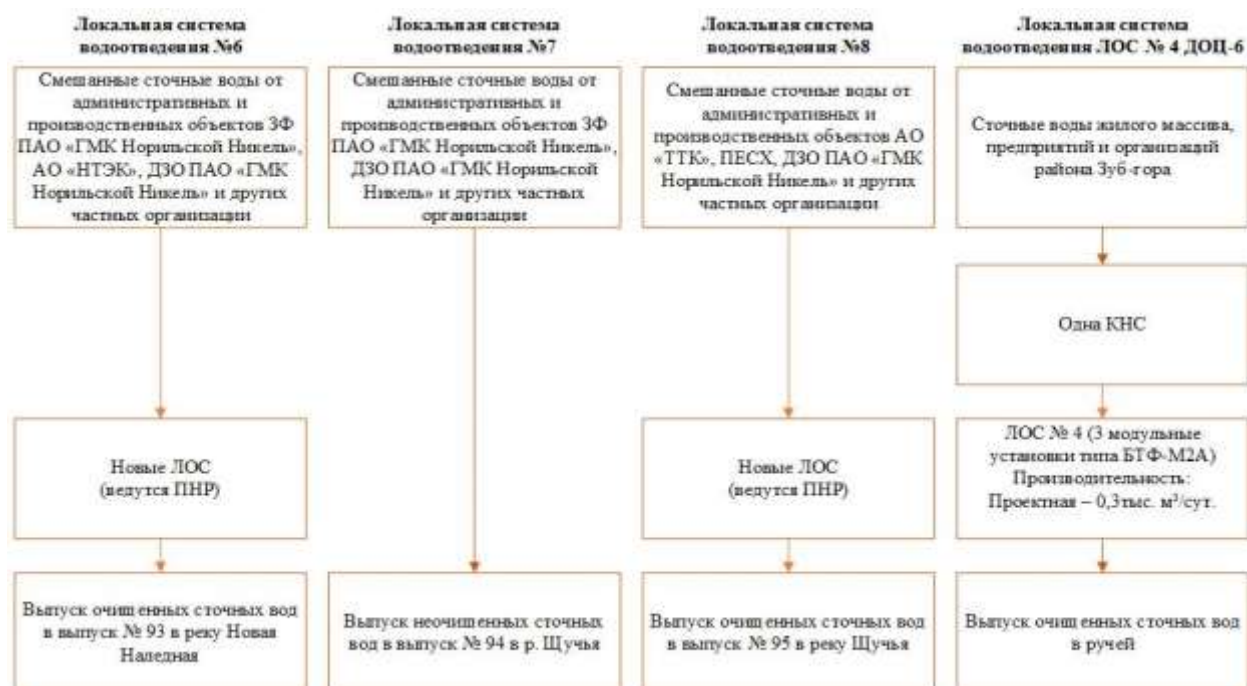 Локальная система
водоотведения №6
Смешанные сточные воды от
административных и
производственных объектов ЗФ
ПАО «ГМК Норильской Никель»,
АО «НТЭК», ДЗО ПАО «ГМК
Норильской Никель» и других
частных организации
Новые ЛОС
(ведутся ПНР)
Выпуск очищенных сточных вод
в выпуск № 93 в реку Новая
Наледная
Локальная система
водоотведения №7
Смешанные сточные воды от
административных и
производственных объектов ЗФ
ПАО «ГМК Норильской Никель»,
ДЗО ПАО «ГМК Норильской
Никель» и других частных
организации
Выпуск неочищенных сточных
вод в выпуск № 94 в р. Щучья
Локальная система
водоотведения №8
Смешанные сточные воды от
административных и
производственных объектов АО
«ТТК», ПЕСХ, ДЗО ПАО «ГМК
Норильской Никель» и других
частных организации
Новые ЛОС
(ведутся ПНР)
Выпуск очищенных сточных вод
в выпуск № 95 в реку Щучья
Локальная система
водоотведения ЛОС № 4 ДОЦ-6
Сточные воды жилого массива,
предприятий и организаций
района Зуб-гора
Одна КНС
ЛОС № 4 (3 модульные
установки типа БТФ-М2А)
Производительность:
Проектная – 0,3тыс. м³/сут.
Выпуск очищенных сточных вод
в ручей